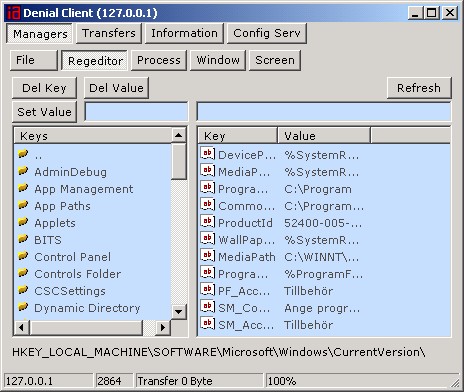 Denial Client (127.0.0.1)
Managers Transfers Information Config Serv
File Regeditor Process Window Screen
Del Key Del Value Refresh
Set Value
Keys
..
AdminDebug
App Management
App Paths
Applets
BITS
Control Panel
Controls Folder
CSCSettings
Dynamic Directory
Key Value
DeviceP... %SystemR...
MediaP... %SystemR...
Progra... C:\Program
Commo... C:\Program...
ProductId 52400-005-...
WallPap... %SystemR...
MediaPath C:\WINNT\...
Progra... %ProgramF...
PF_Acc... Tillbehör
SM_Co... Ange progr...
SM_Acc... Tillbehör
HKEY_LOCAL_MACHINE\SOFTWARE\Microsoft\Windows\CurrentVersion\
127.0.0.1 2864 Transfer 0 Byte 100%